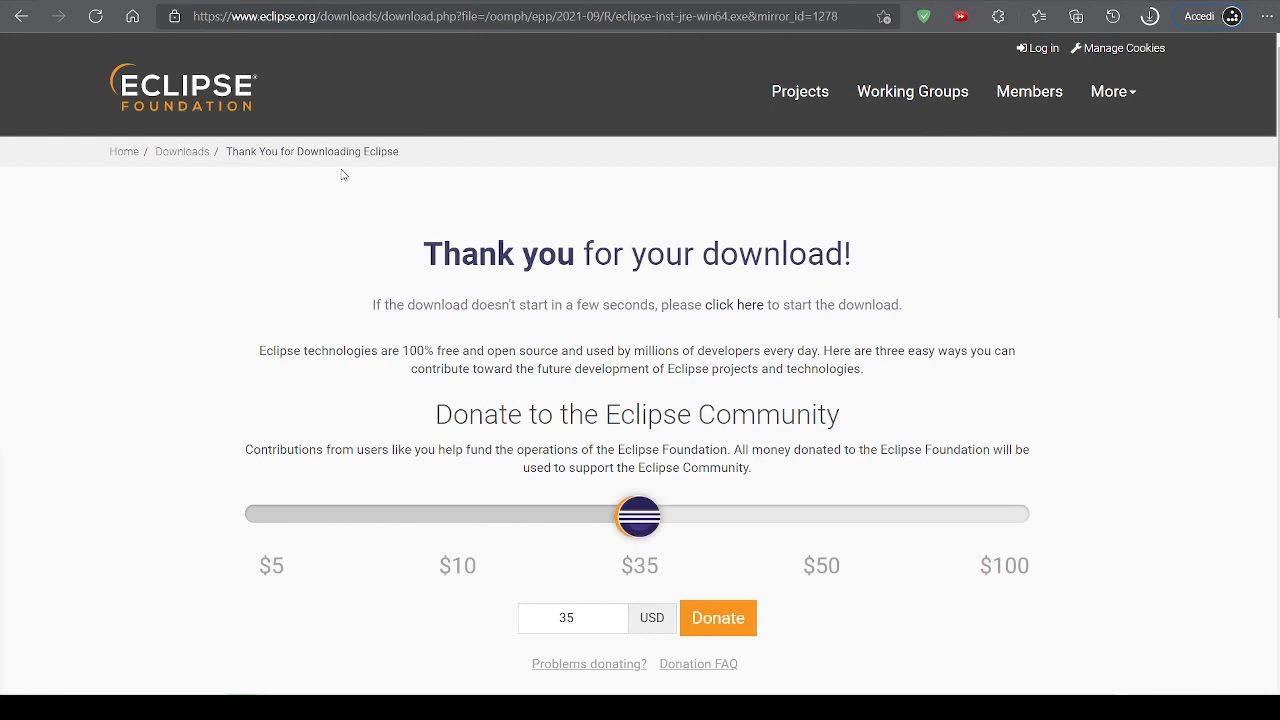 https://www.eclipse.org/downloads/download.php?file=/oomph/epp/2021-09/R/eclipse-inst-jre-win64.exe&mirror_id=1278
Accedi
Log in
Manage Cookies
ECLIPSE®
FOUNDATION
Projects
Working Groups
Members
More
Home / Downloads / Thank You for Downloading Eclipse
Thank you for your download!
If the download doesn't start in a few seconds, please click here to start the download.
Eclipse technologies are 100% free and open source and used by millions of developers every day. Here are three easy ways you can
contribute toward the future development of Eclipse projects and technologies.
Donate to the Eclipse Community
Contributions from users like you help fund the operations of the Eclipse Foundation. All money donated to the Eclipse Foundation will be
used to support the Eclipse Community.
$5 $10 $35 $50 $100
35 USD Donate
Problems donating? Donation FAQ